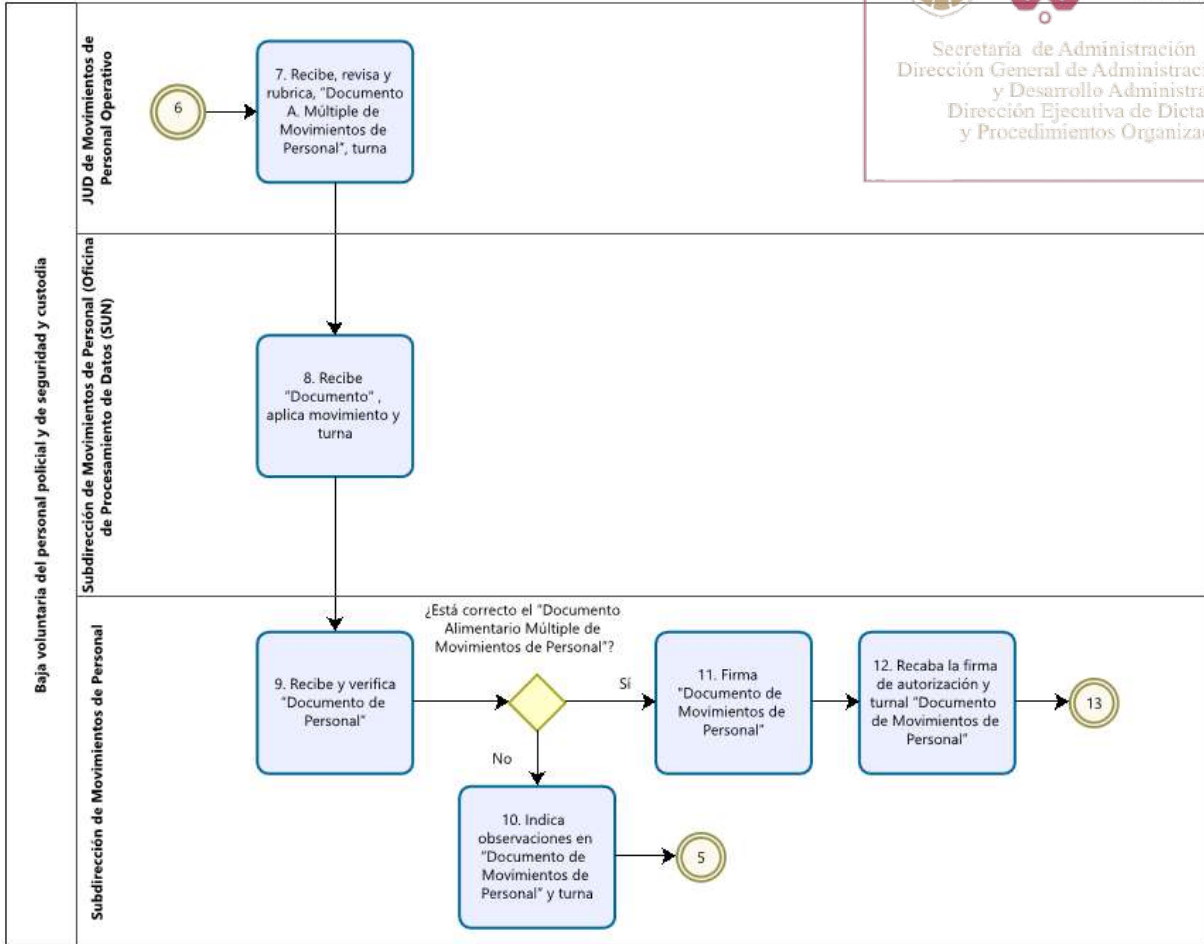 Secretaría de Administración
Dirección General de Administrac
y Desarrollo Administra
Dirección Ejecutiva de Dicta
y Procedimientos Organiza
Baja voluntaria del personal policial y de seguridad y custodia
JUD de Movimientos de
Personal Operativo
6
7. Recibe, revisa y
rubrica, "Documento
A. Múltiple de
Movimientos de
Personal", turna
Subdirección de Movimientos de Personal (Oficina
de Procesamiento de Datos (SUN)
8. Recibe
"Documento" ,
aplica movimiento y
turna
Subdirección de Movimientos de Personal
9. Recibe y verifica
"Documento de
Personal"
¿Está correcto el "Documento
Alimentario Múltiple de
Movimientos de Personal"?
Sí
No
11. Firma
"Documento de
Movimientos de
Personal"
12. Recaba la firma
de autorización y
turnal "Documento
de Movimientos de
Personal"
13
10. Indica
observaciones en
"Documento de
Movimientos de
Personal" y turna
5